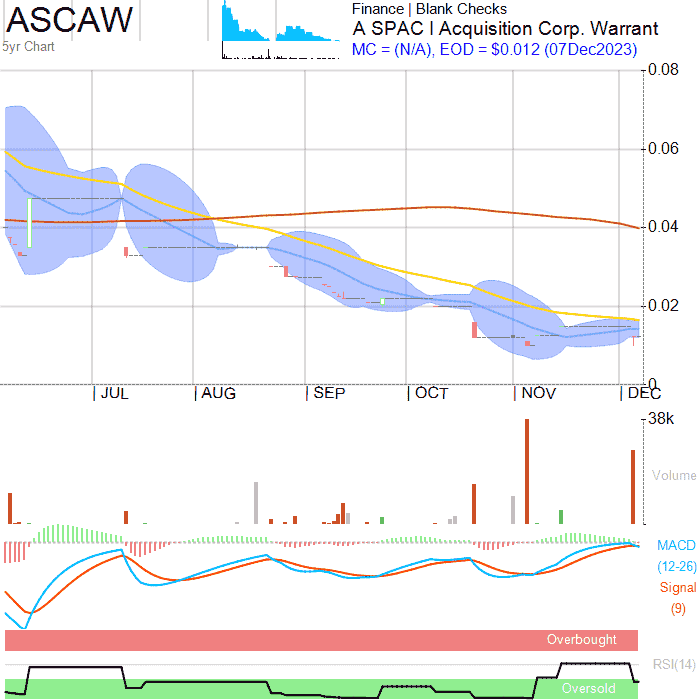 ASCAW
5yr Chart
Finance | Blank Checks
A SPAC I Acquisition Corp. Warrant
MC = (N/A), EOD = $0.012 (07Dec2023)
0.08
0.06
0.04
0.02
0
JUL AUG SEP OCT NOV DEC
38k
Volume
MACD
(12-26)
Signal
(9)
Overbought
RSI(14)
Oversold